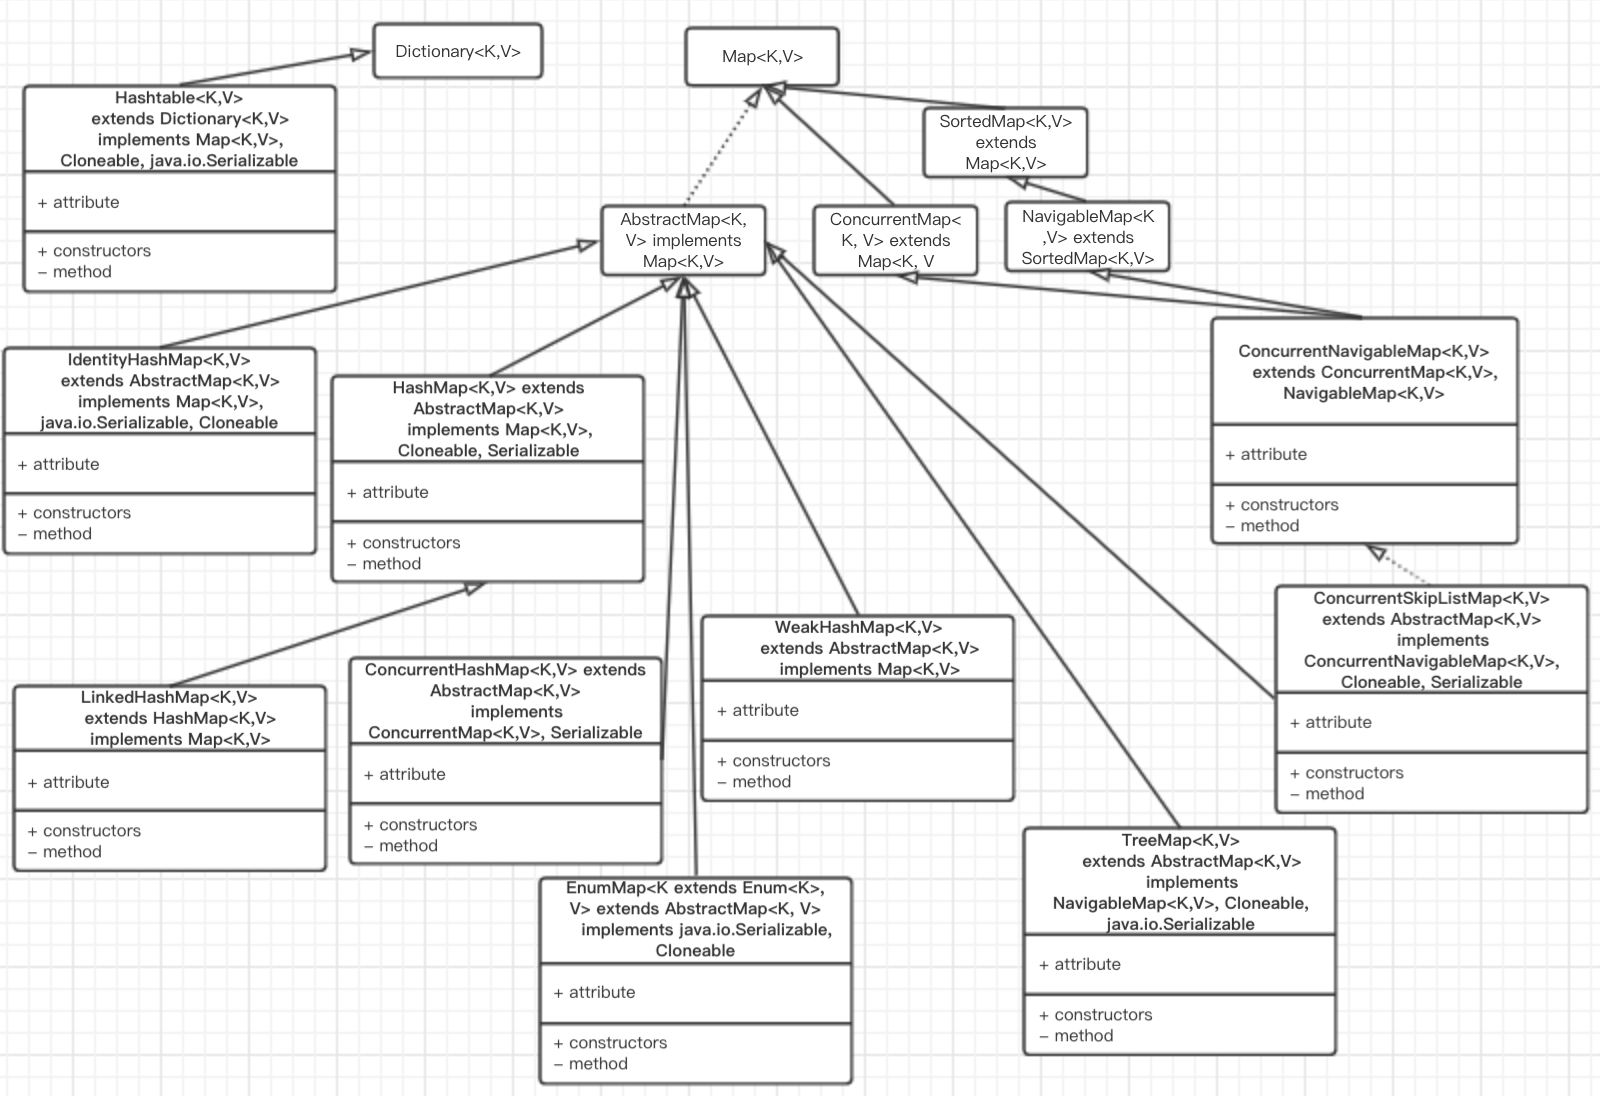 Dictionary<K,V>
Map<K,V>
Hashtable<K,V>
extends Dictionary<K,V>
implements Map<K,V>,
Cloneable, java.io.Serializable
+ attribute
+ constructors
– method
SortedMap<K,V>
extends
Map<K,V>
AbstractMap<K,
V> implements
Map<K,V>
ConcurrentMap<
K, V> extends
Map<K, V
NavigableMap<K
,V> extends
SortedMap<K,V>
IdentityHashMap<K,V>
extends AbstractMap<K,V>
implements Map<K,V>,
java.io.Serializable, Cloneable
+ attribute
+ constructors
– method
HashMap<K,V> extends
AbstractMap<K,V>
implements Map<K,V>,
Cloneable, Serializable
+ attribute
+ constructors
– method
ConcurrentNavigableMap<K,V>
extends ConcurrentMap<K,V>,
NavigableMap<K,V>
+ attribute
+ constructors
– method
LinkedHashMap<K,V>
extends HashMap<K,V>
implements Map<K,V>
+ attribute
+ constructors
– method
ConcurrentHashMap<K,V> extends
AbstractMap<K,V>
implements
ConcurrentMap<K,V>, Serializable
+ attribute
+ constructors
– method
WeakHashMap<K,V>
extends AbstractMap<K,V>
implements Map<K,V>
+ attribute
+ constructors
– method
ConcurrentSkipListMap<K,V>
extends AbstractMap<K,V>
implements
ConcurrentNavigableMap<K,V>,
Cloneable, Serializable
+ attribute
+ constructors
– method
EnumMap<K extends Enum<K>,
V> extends AbstractMap<K, V>
implements java.io.Serializable,
Cloneable
+ attribute
+ constructors
– method
TreeMap<K,V>
extends AbstractMap<K,V>
implements
NavigableMap<K,V>, Cloneable,
java.io.Serializable
+ attribute
+ constructors
– method